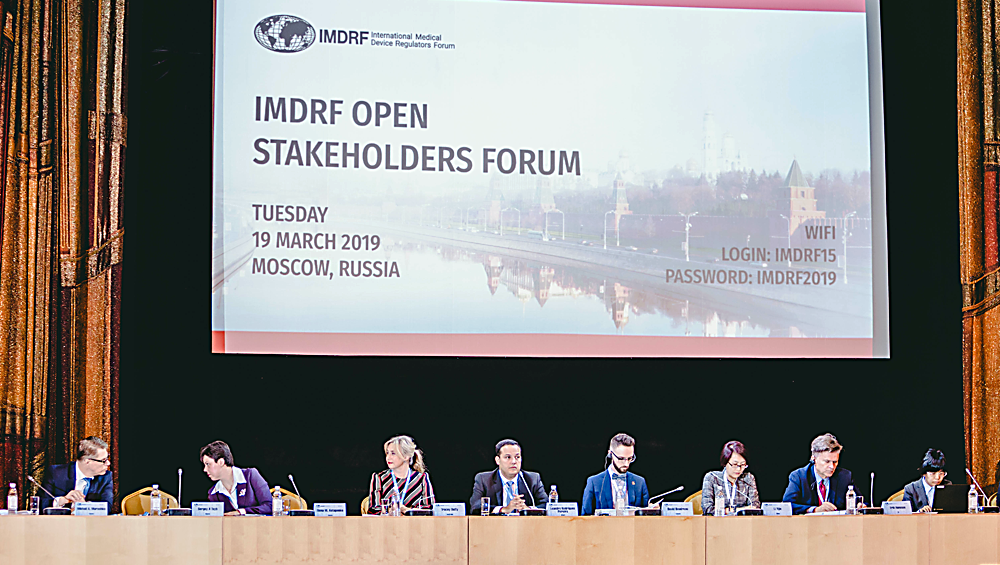 IMDRF International Medical
Device Regulators Forum
IMDRF OPEN
STAKEHOLDERS FORUM
TUESDAY
19 MARCH 2019
MOSCOW, RUSSIA
WIFI
LOGIN: IMDRF15
PASSWORD: IMDRF2019